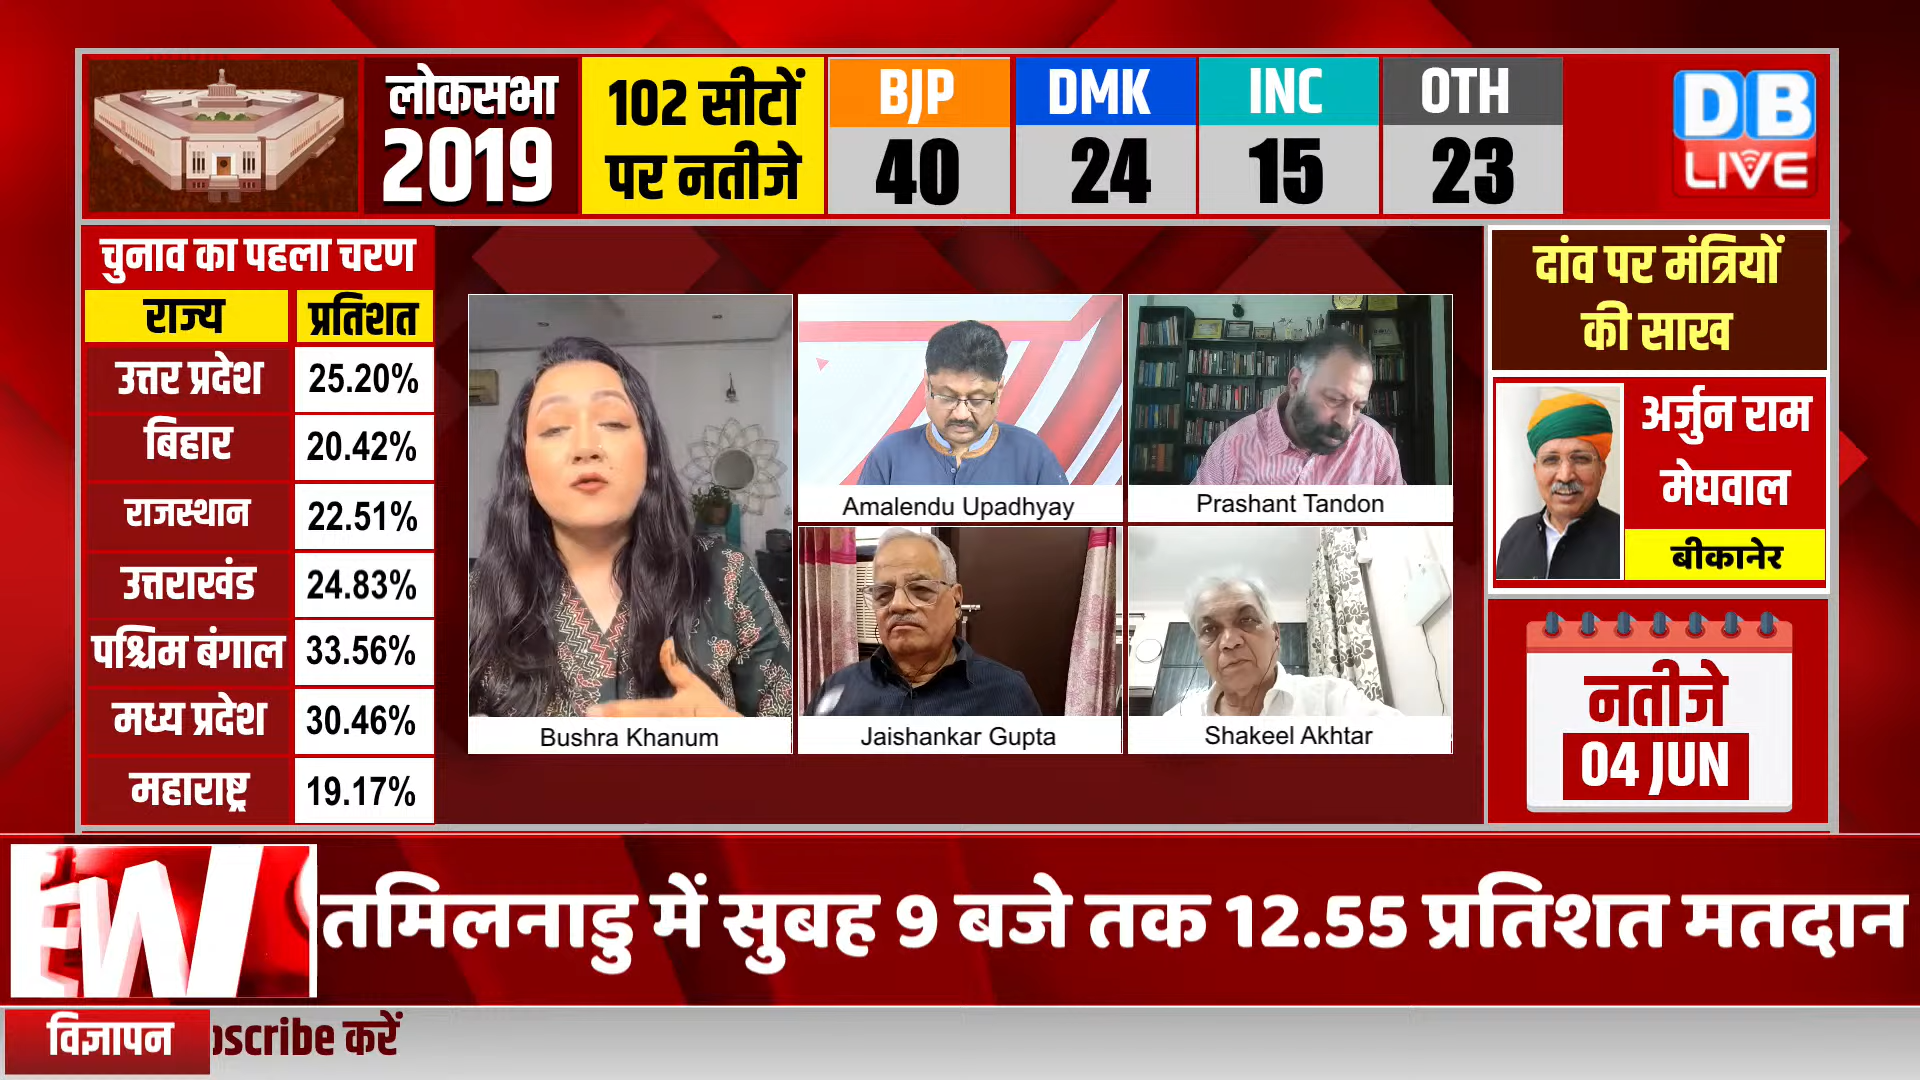 लोकसभा
2019
102 सीटों
पर नतीजे
BJP
40
DMK
24
INC
15
OTH
23
DB
LIVE
चुनाव का पहला चरण
राज्य प्रतिशत
उत्तर प्रदेश 25.20%
बिहार 20.42%
राजस्थान 22.51%
उत्तराखंड 24.83%
पश्चिम बंगाल 33.56%
मध्य प्रदेश 30.46%
महाराष्ट्र 19.17%
Amalendu Upadhyay
Prashant Tandon
Bushra Khanum
Jaishankar Gupta
Shakeel Akhtar
दांव पर मंत्रियों
की साख
अर्जुन राम
मेघवाल
बीकानेर
नतीजे
04 JUN
तमिलनाडु में सुबह 9 बजे तक 12.55 प्रतिशत मतदान
विज्ञापन
bscribe करें